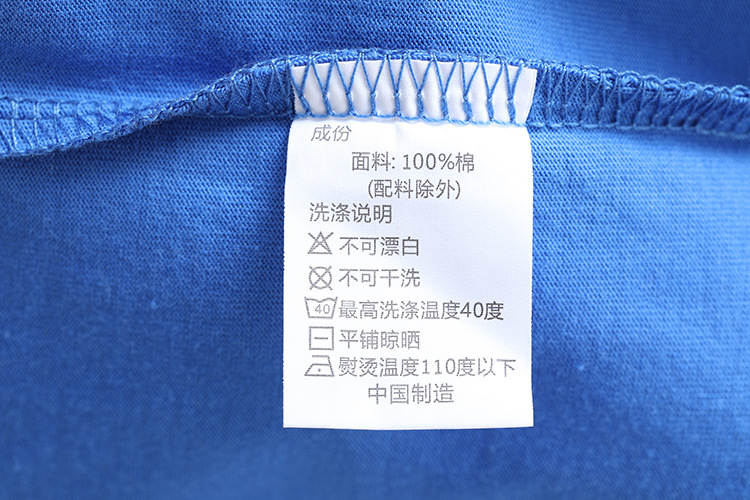 成份
面料: 100%棉
(配料除外)
洗涤说明
不可漂白
不可干洗
40 最高洗涤温度40度
平铺晾晒
熨烫温度110度以下
中国制造